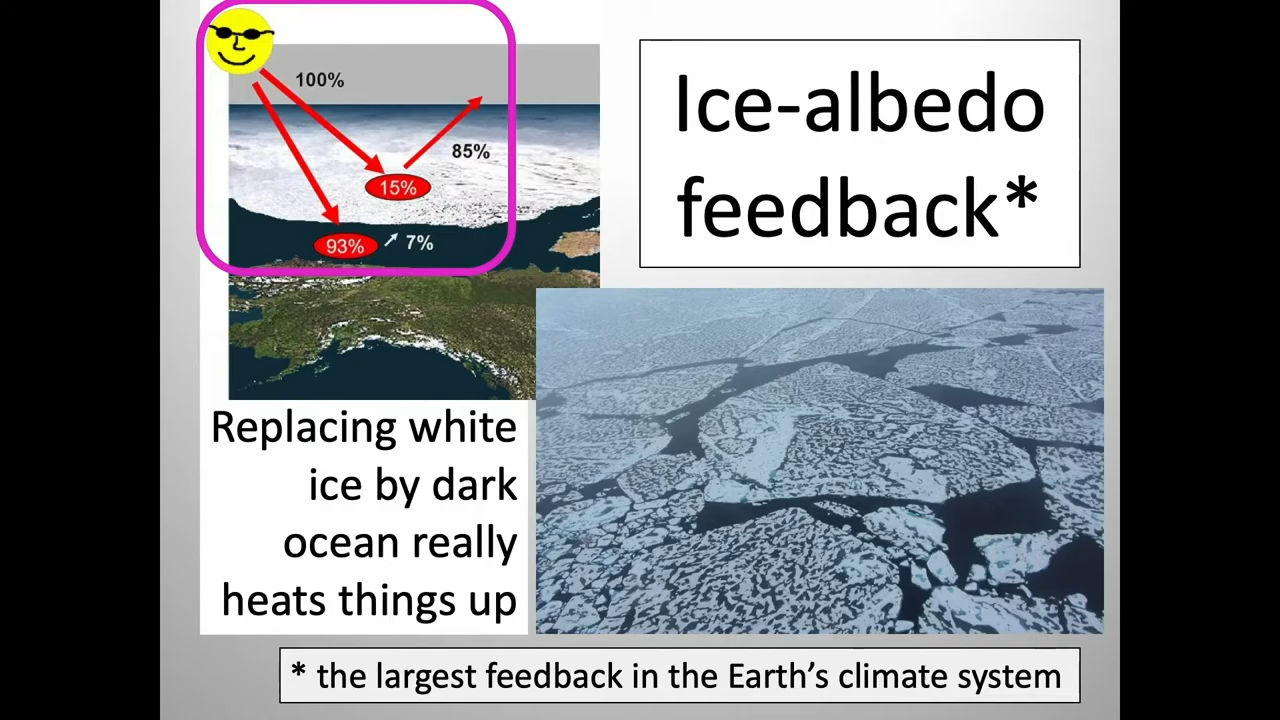 100%
85%
15%
93%
7%
Ice-albedo
feedback*
Replacing white
ice by dark
ocean really
heats things up
* the largest feedback in the Earth’s climate system